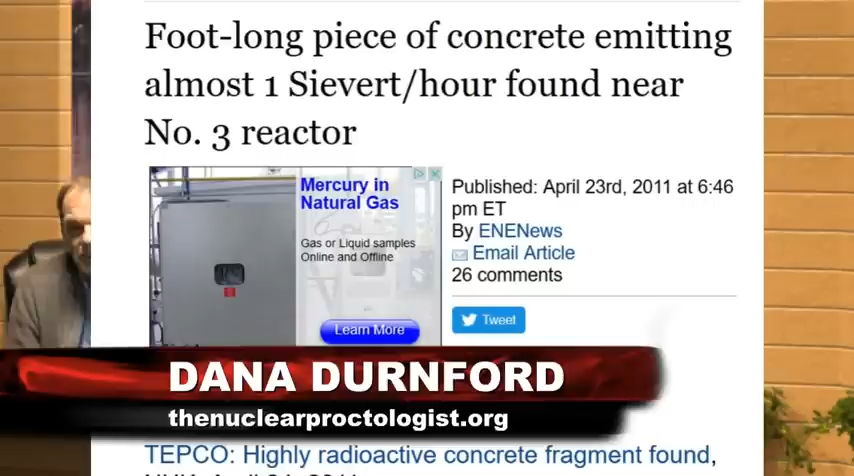 Foot-long piece of concrete emitting
almost 1 Sievert/hour found near
No. 3 reactor
Mercury in
Natural Gas
Gas or Liquid samples
Online and Offline
Learn More
Published: April 23rd, 2011 at 6:46
pm ET
By ENENews
Email Article
26 comments
Tweet
DANA DURNFORD
thenuclearproctologist.org
TEPCO: Highly radioactive concrete fragment found,